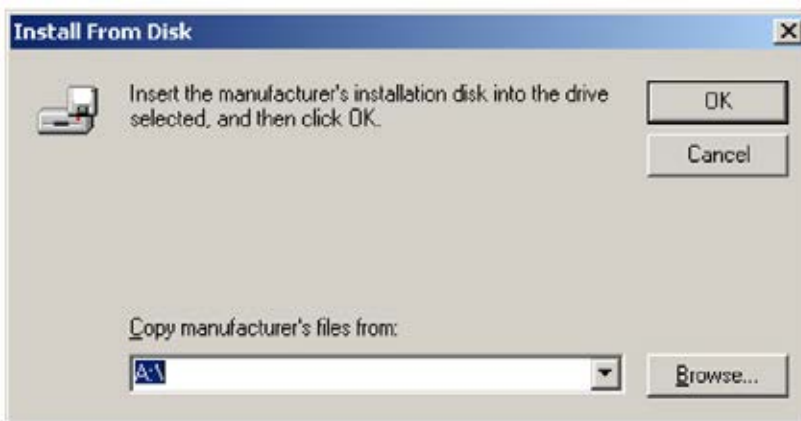 Install From Disk
Insert the manufacturer's installation disk into the drive
selected, and then click OK.
OK
Cancel
Copy manufacturer's files from:
A:\
Browse...